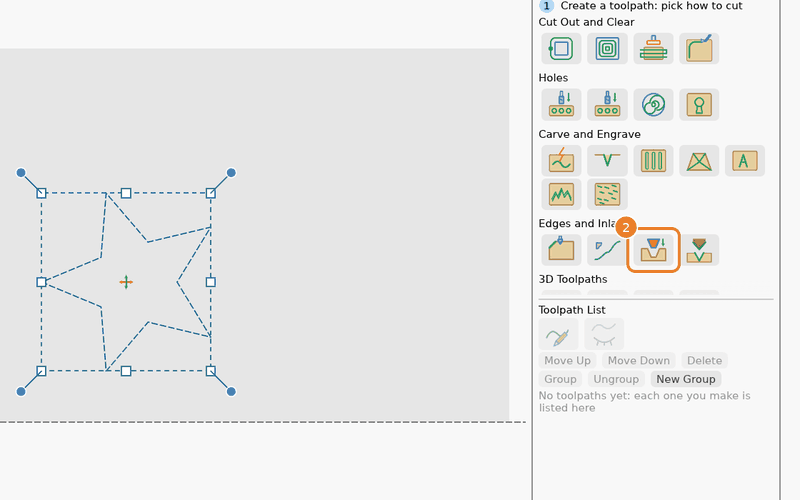 1 Create a toolpath: pick how to cut
Cut Out and Clear
Holes
Carve and Engrave
A
Edges and
2
3D Toolpaths
Toolpath List
Move Up Move Down Delete
Group Ungroup New Group
No toolpaths yet: each one you make is
listed here